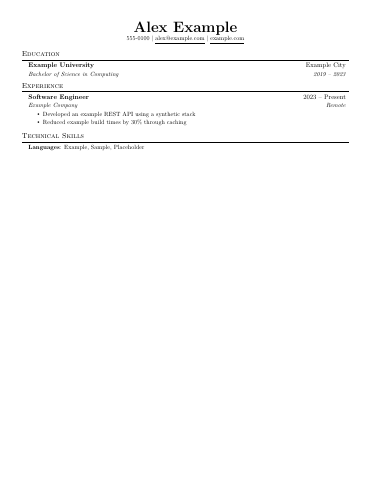 Alex Example
555-0100 | alex@example.com | example.com
Education
Example University Example City
Bachelor of Science in Computing 2019 – 2023
Experience
Software Engineer 2023 – Present
Example Company Remote
• Developed an example REST API using a synthetic stack
• Reduced example build times by 30% through caching
Technical Skills
Languages: Example, Sample, Placeholder